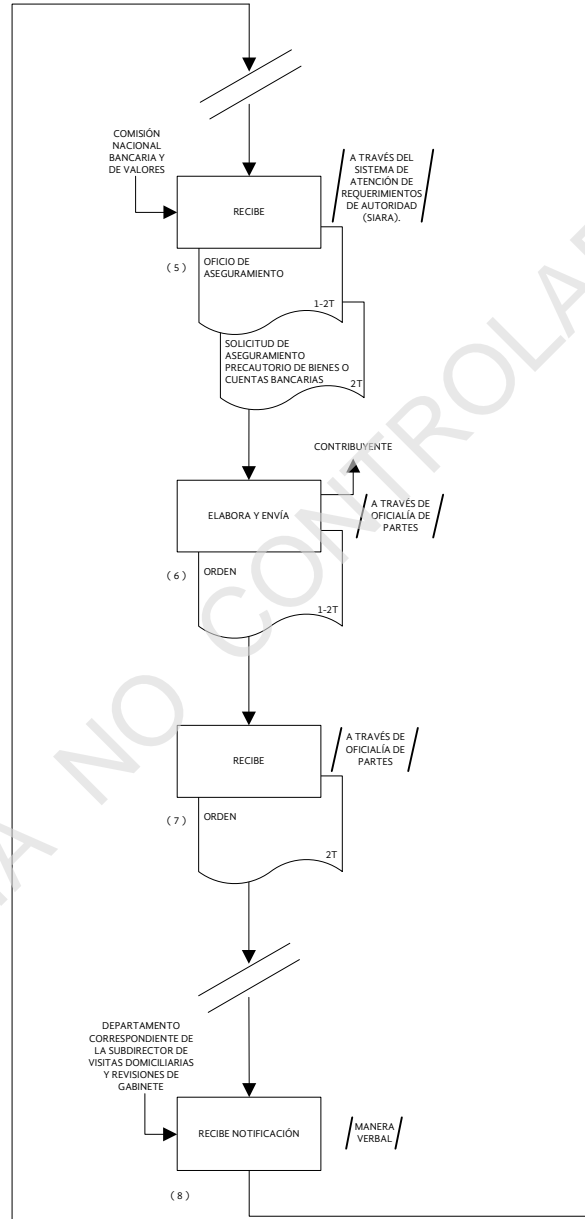 COMISIÓN
NACIONAL
BANCARIA Y
DE VALORES
A TRAVÉS DEL
SISTEMA DE
ATENCIÓN DE
REQUERIMIENTOS
DE AUTORIDAD
(SIARA).
RECIBE
( 5 )
OFICIO DE
ASEGURAMIENTO
1-2T
SOLICITUD DE
ASEGURAMIENTO
PRECAUTORIO DE BIENES O
CUENTAS BANCARIAS
2T
CONTRIBUYENTE
ELABORA Y ENVÍA
A TRAVÉS DE
OFICIALÍA DE
PARTES
( 6 )
ORDEN
1-2T
RECIBE
A TRAVÉS DE
OFICIALÍA DE
PARTES
( 7 )
ORDEN
2T
DEPARTAMENTO
CORRESPONDIENTE DE
LA SUBDIRECTOR DE
VISITAS DOMICILIARIAS
Y REVISIONES DE
GABINETE
RECIBE NOTIFICACIÓN
MANERA
VERBAL
( 8 )
NO CONTROLA